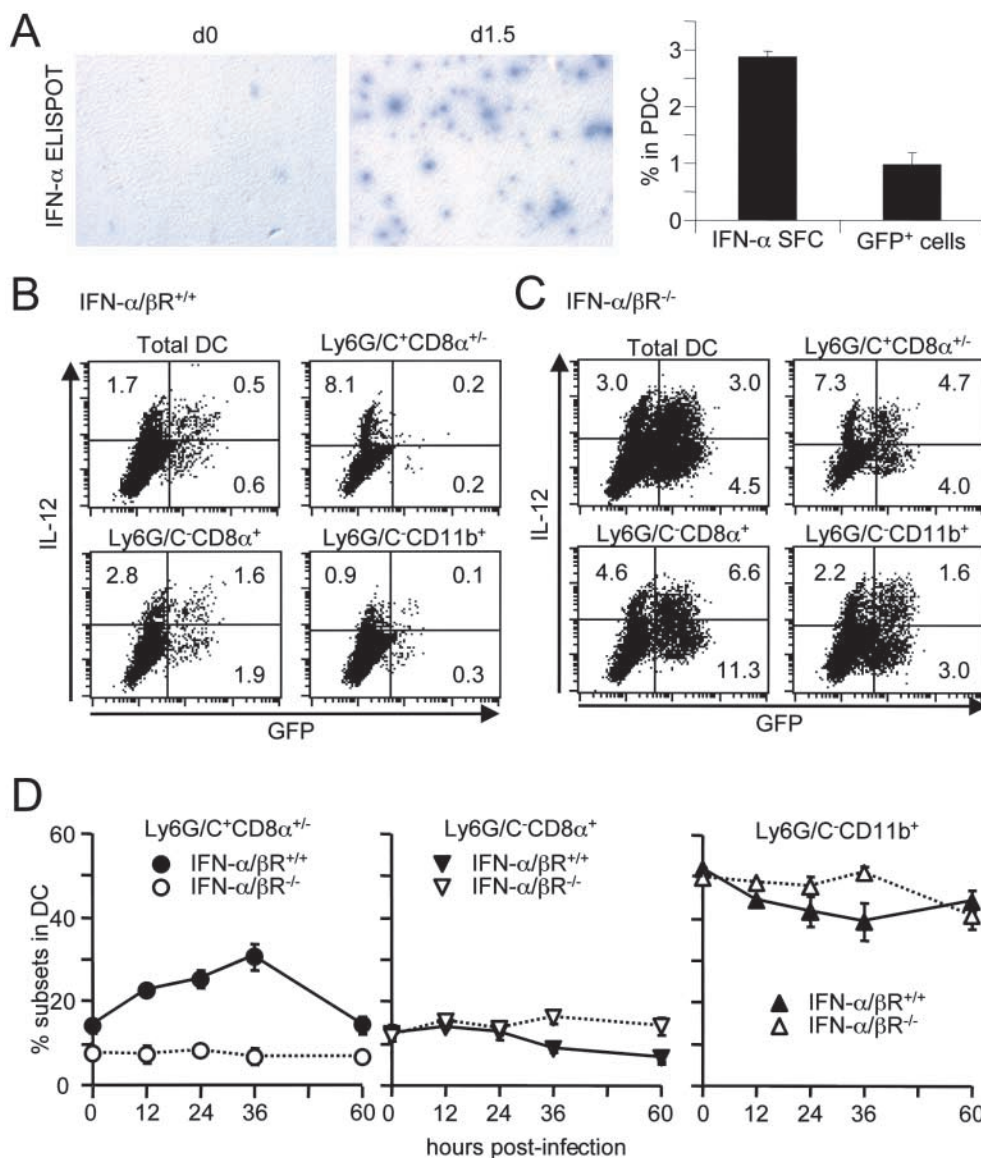 A
d0
d1.5
IFN-α ELISPOT
% in PDC
3
2
1
0
IFN-α SFC
GFP⁺ cells
B
IFN-α/βR⁺/⁺
Total DC
1.7
0.5
0.6
Ly6G/C⁺CD8α⁺/⁻
8.1
0.2
0.2
Ly6G/C⁻CD8α⁺
2.8
1.6
1.9
Ly6G/C⁻CD11b⁺
0.9
0.1
0.3
IL-12
GFP
C
IFN-α/βR⁻/⁻
Total DC
3.0
3.0
4.5
Ly6G/C⁺CD8α⁺/⁻
7.3
4.7
4.0
Ly6G/C⁻CD8α⁺
4.6
6.6
11.3
Ly6G/C⁻CD11b⁺
2.2
1.6
3.0
IL-12
GFP
D
% subsets in DC
60
40
20
0
Ly6G/C⁺CD8α⁺/⁻
IFN-α/βR⁺/⁺
IFN-α/βR⁻/⁻
0 12 24 36 60
Ly6G/C⁻CD8α⁺
IFN-α/βR⁺/⁺
IFN-α/βR⁻/⁻
0 12 24 36 60
Ly6G/C⁻CD11b⁺
IFN-α/βR⁺/⁺
IFN-α/βR⁻/⁻
0 12 24 36 60
hours post-infection